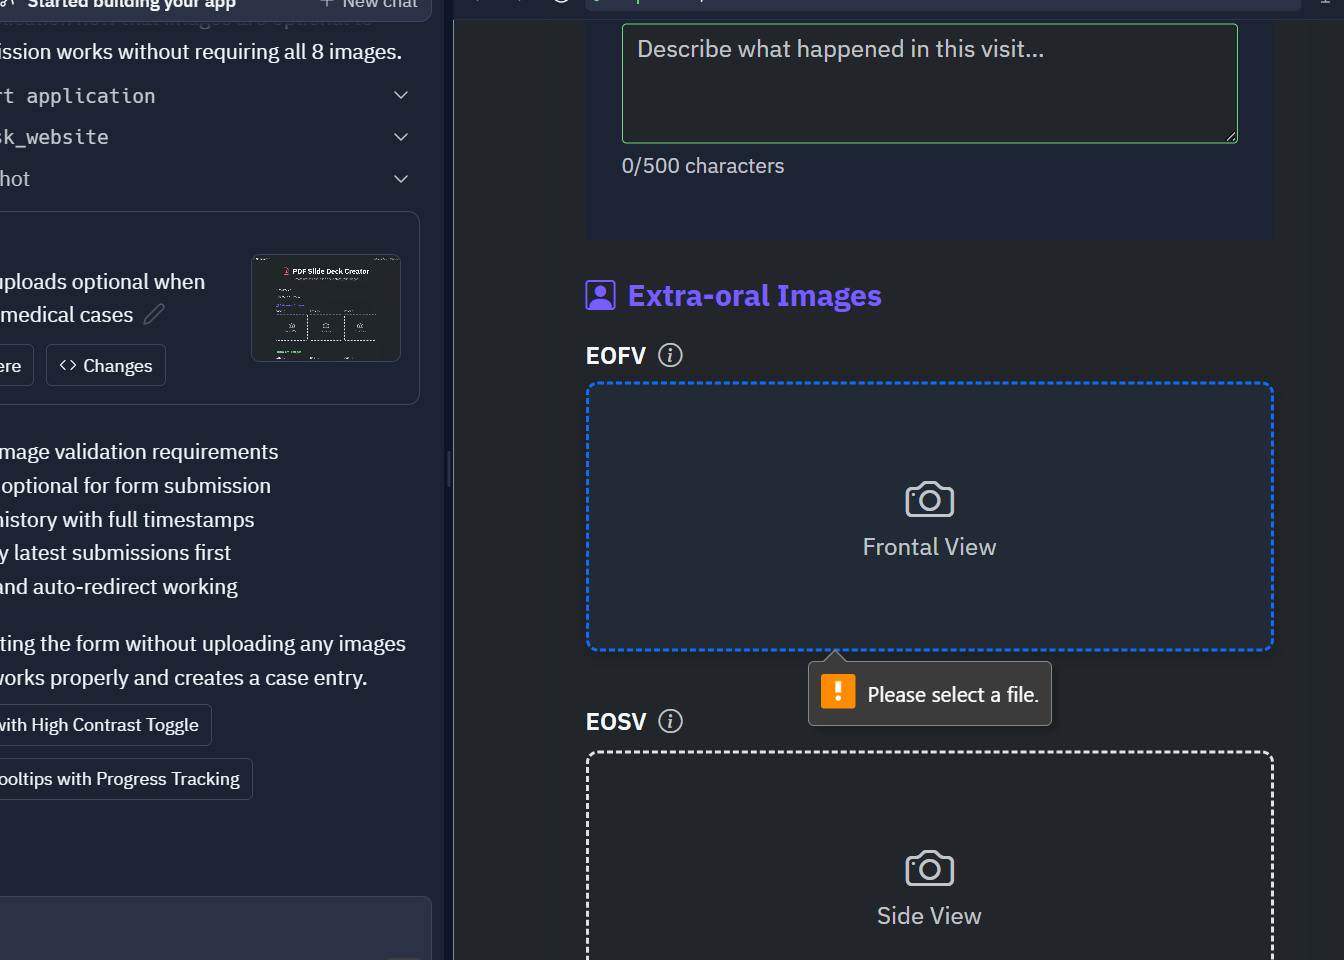 Started building your app
New chat
ission works without requiring all 8 images.
rt application
sk_website
hot
uploads optional when
medical cases
PDF Slide Deck Creator
ere
<> Changes
mage validation requirements
optional for form submission
history with full timestamps
y latest submissions first
and auto-redirect working
ting the form without uploading any images
works properly and creates a case entry.
with High Contrast Toggle
ooltips with Progress Tracking
Describe what happened in this visit...
0/500 characters
Extra-oral Images
EOFV
Frontal View
Please select a file.
EOSV
Side View